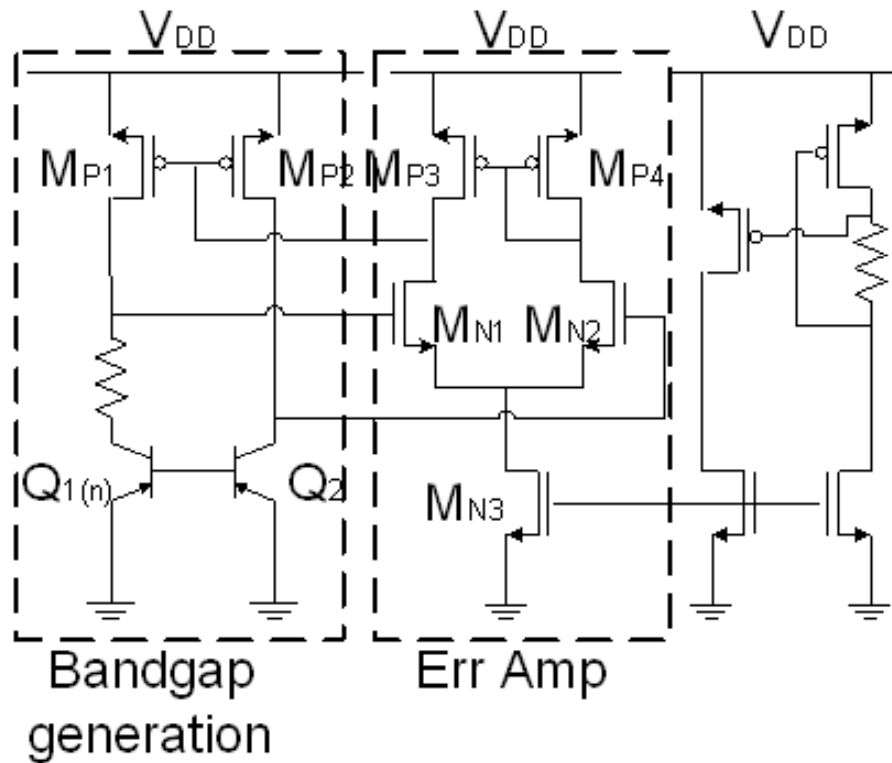 VDD VDD VDD
MP1 MP2 MP3 MP4
MN1 MN2
Q1(n) Q2 MN3
Bandgap generation
Err Amp